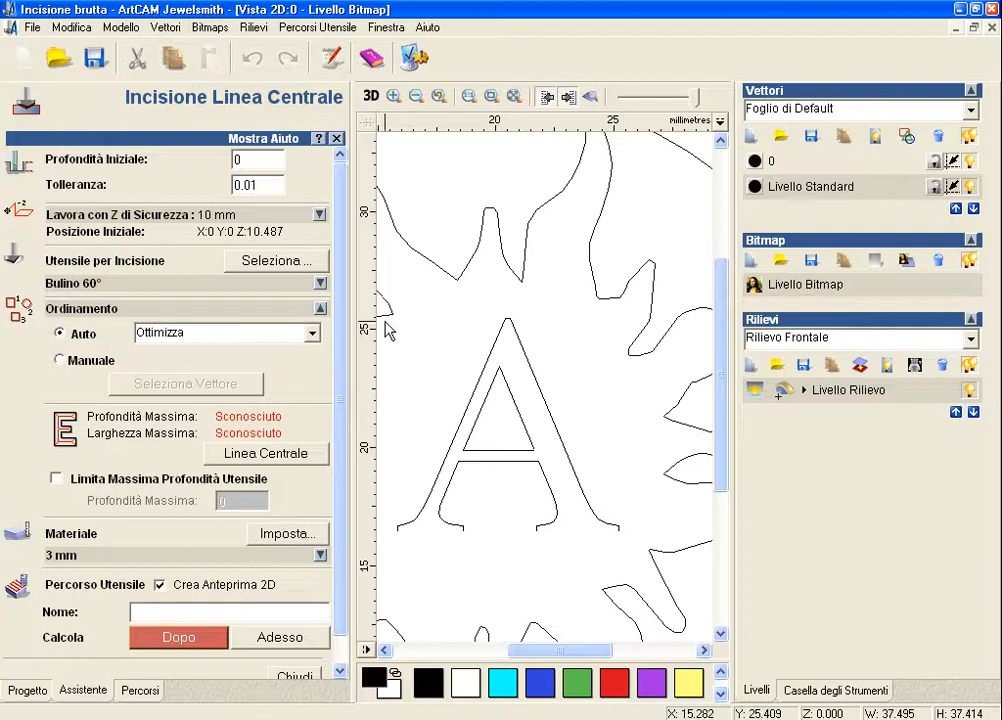 Incisione brutta - ArtCAM Jewelsmith - [Vista 2D:0 - Livello Bitmap]
File Modifica Modello Vettori Bitmaps Rilievi Percorsi Utensile Finestra Aiuto
Incisione Linea Centrale
Mostra Aiuto ?
Profondità Iniziale: 0
Tolleranza: 0.01
Lavora con Z di Sicurezza : 10 mm
Posizione Iniziale: X:0 Y:0 Z:10.487
Utensile per Incisione Seleziona ...
Bulino 60°
Ordinamento
Auto Ottimizza
Manuale
Seleziona Vettore
Profondità Massima: Sconosciuto
Larghezza Massima: Sconosciuto
Linea Centrale
Limita Massima Profondità Utensile
Profondità Massima: 0
Materiale Imposta...
3 mm
Percorso Utensile Crea Anteprima 2D
Nome:
Calcola Dopo Adesso
Chiudi
Progetto Assistente Percorsi
3D
20 25 millimetres
30
25
20
15
A
Vettori
Foglio di Default
0
Livello Standard
Bitmap
Livello Bitmap
Rilievi
Rilievo Frontale
Livello Rilievo
Livelli Casella degli Strumenti
X: 15.282 Y: 25.409 Z: 0.000 W: 37.495 H: 37.414